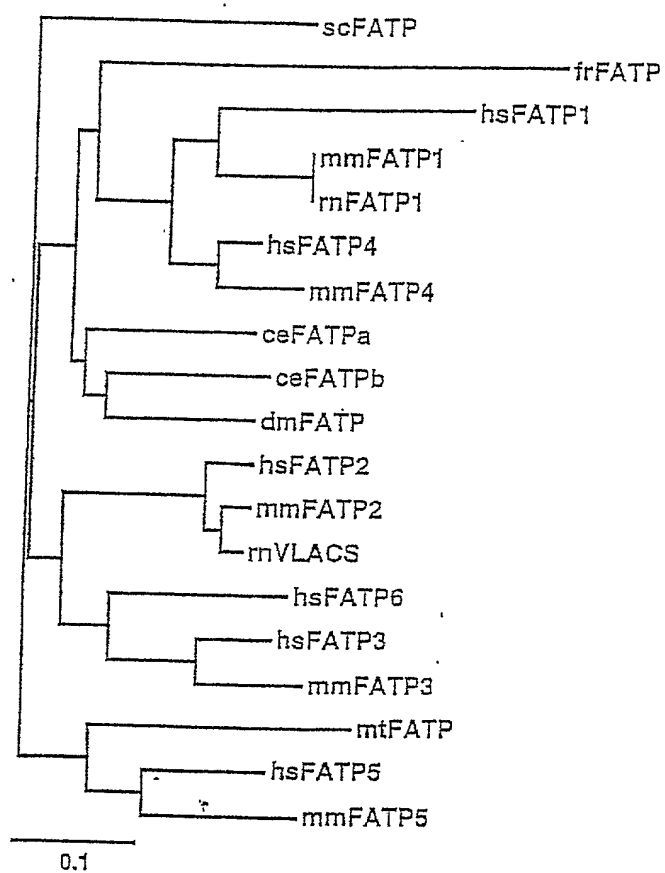 scFATP
frFATP
hsFATP1
mmFATP1
rnFATP1
hsFATP4
mmFATP4
ceFATPa
ceFATPb
dmFATP
hsFATP2
mmFATP2
rnVLACS
hsFATP6
hsFATP3
mmFATP3
mtFATP
hsFATP5
mmFATP5
0.1